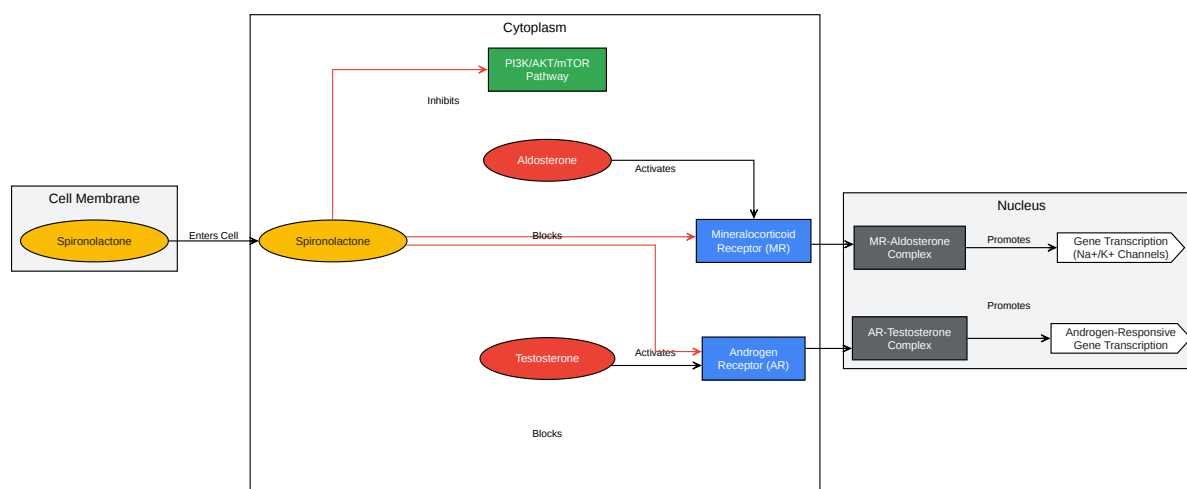 Cytoplasm
PI3K/AKT/mTOR
Pathway
Inhibits
Aldosterone
Activates
Cell Membrane
Spironolactone
Enters Cell
Spironolactone
Blocks
Mineralocorticoid
Receptor (MR)
Nucleus
MR-Aldosterone
Complex
Promotes
Gene Transcription
(Na+/K+ Channels)
Promotes
Testosterone
Activates
Androgen
Receptor (AR)
AR-Testosterone
Complex
Androgen-Responsive
Gene Transcription
Blocks